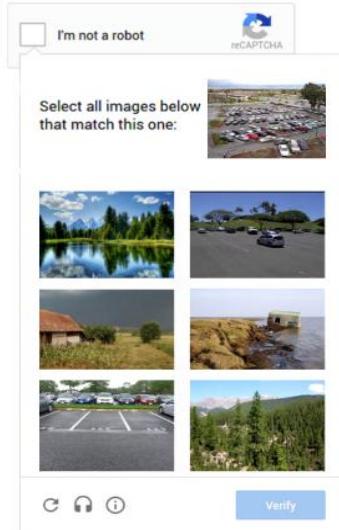 I'm not a robot
reCAPTCHA
Select all images below
that match this one:
Verify